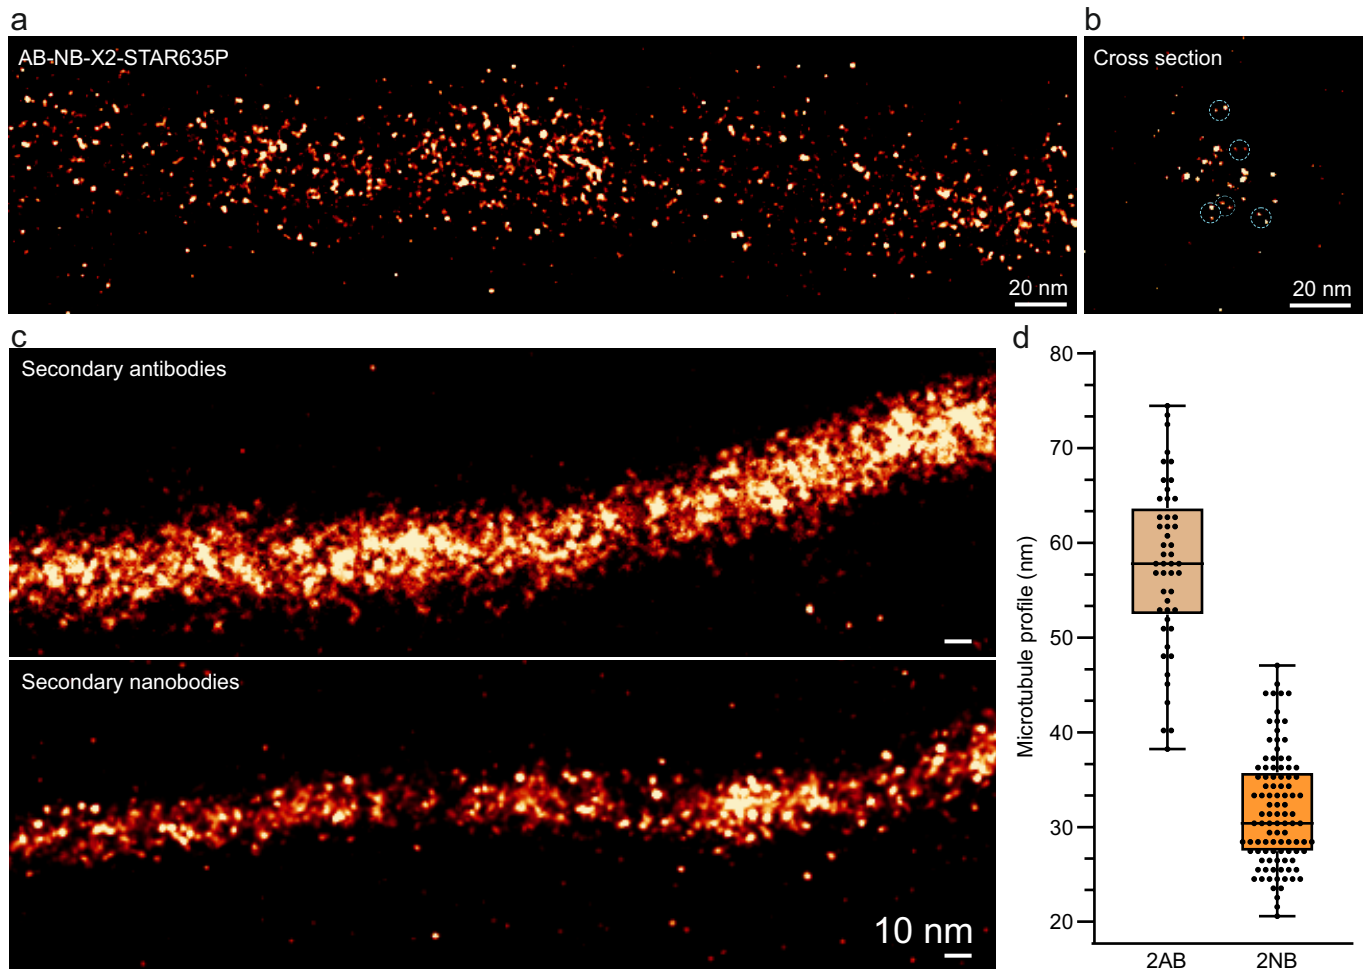 a
AB-NB-X2-STAR635P
20 nm
b
Cross section
20 nm
c
Secondary antibodies
Secondary nanobodies
10 nm
d
Microtubule profile (nm)
80
70
60
50
40
30
20
2AB
2NB